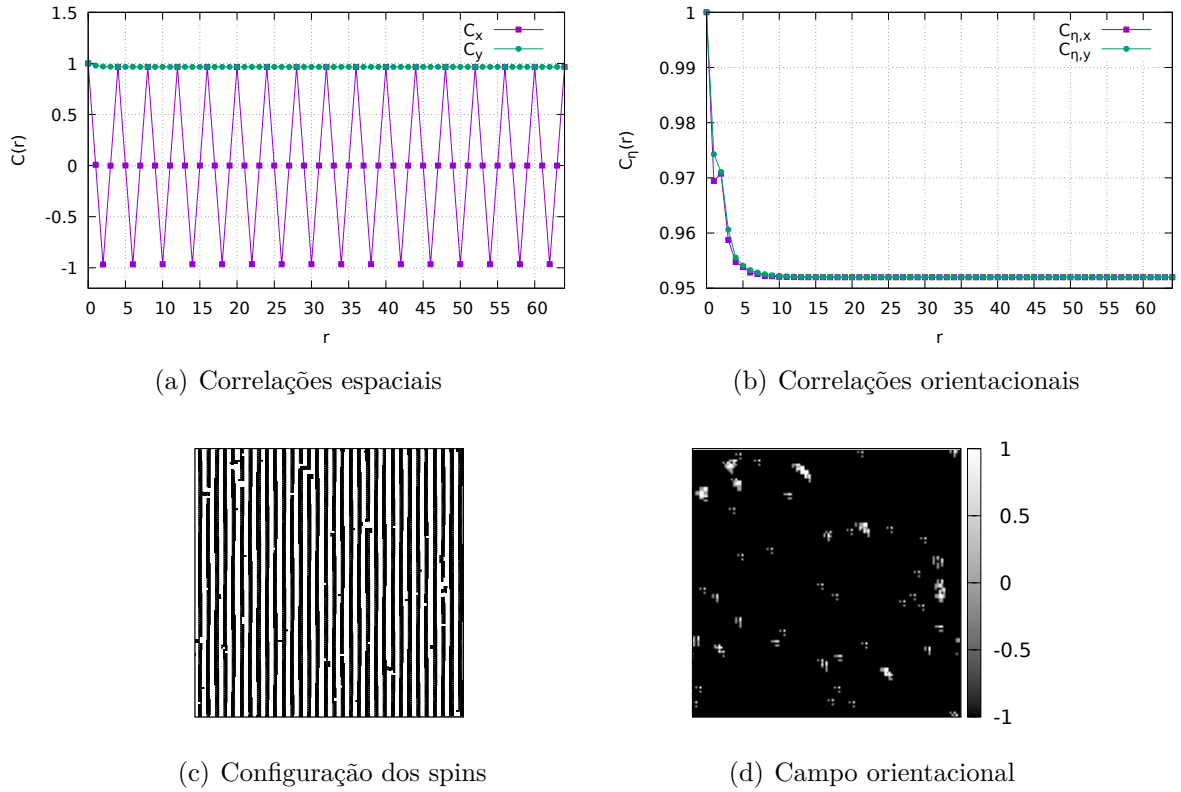 1.5
1
0.5
0
-0.5
-1
C(r)
0 5 10 15 20 25 30 35 40 45 50 55 60
r
Cx
Cy
(a) Correlações espaciais
1
0.99
0.98
0.97
0.96
0.95
Cη(r)
0 5 10 15 20 25 30 35 40 45 50 55 60
r
Cη,x
Cη,y
(b) Correlações orientacionais
(c) Configuração dos spins
1
0.5
0
-0.5
-1
(d) Campo orientacional